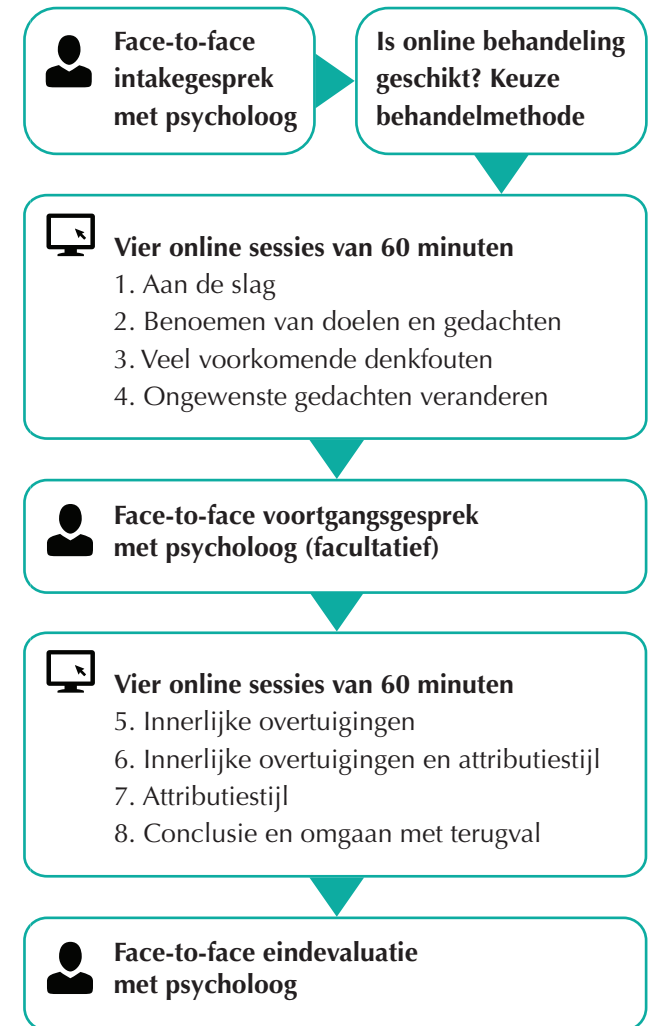 Face-to-face
intakegesprek
met psycholoog
Is online behandeling
geschikt? Keuze
behandelmethode
Vier online sessies van 60 minuten
1. Aan de slag
2. Benoemen van doelen en gedachten
3. Veel voorkomende denkfouten
4. Ongewenste gedachten veranderen
Face-to-face voortgangsgesprek
met psycholoog (facultatief)
Vier online sessies van 60 minuten
5. Innerlijke overtuigingen
6. Innerlijke overtuigingen en attributiestijl
7. Attributiestijl
8. Conclusie en omgaan met terugval
Face-to-face eindevaluatie
met psycholoog